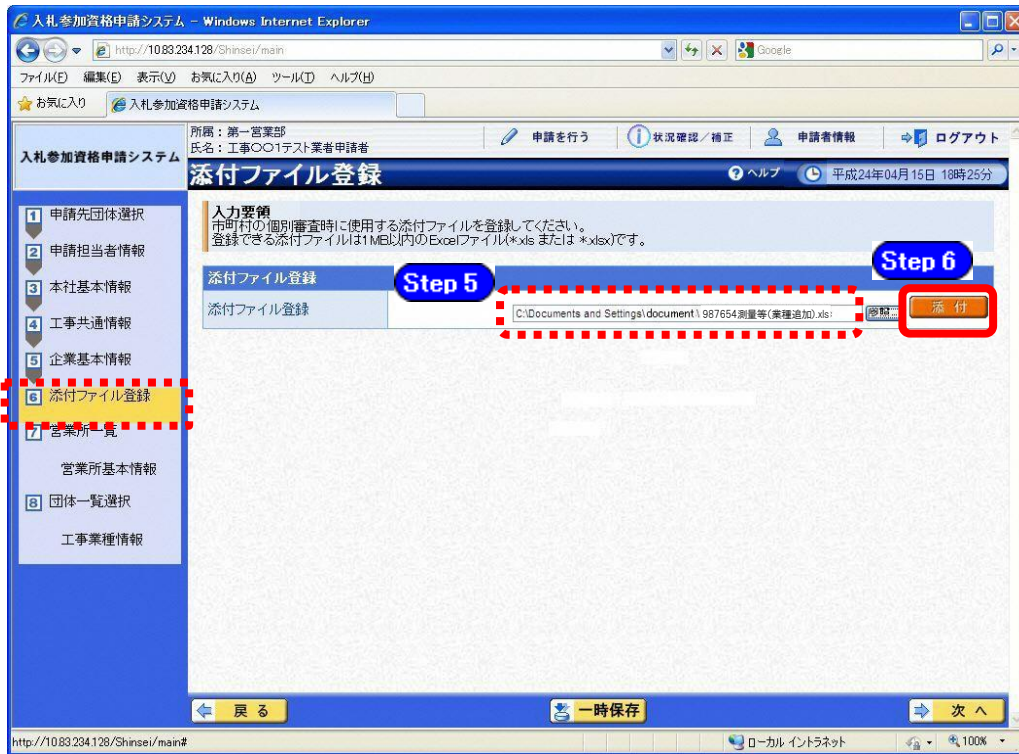 入札参加資格申請システム - Windows Internet Explorer
http://10.83.234.128/Shinsei/main
Google
ファイル(F) 編集(E) 表示(V) お気に入り(A) ツール(T) ヘルプ(H)
お気に入り 入札参加資格申請システム
入札参加資格申請システム
所属：第一営業部
氏名：工事〇〇1テスト業者申請者
申請を行う 状況確認／補正 申請者情報 ログアウト
添付ファイル登録
ヘルプ 平成24年04月15日 18時25分
1 申請先団体選択
2 申請担当者情報
3 本社基本情報
4 工事共通情報
5 企業基本情報
6 添付ファイル登録
7 営業所一覧
営業所基本情報
8 団体一覧選択
工事業種情報
入力要領
市町村の個別審査時に使用する添付ファイルを登録してください。
登録できる添付ファイルは1MB以内のExcelファイル(*.xls または *.xlsx)です。
添付ファイル登録
Step 5
Step 6
添付ファイル登録
C:\Documents and Settings\document\ 987654測量等(業種追加).xls
参照...
添 付
戻 る
一時保存
次 へ
http://10.83.234.128/Shinsei/main#
ローカル イントラネット
100%